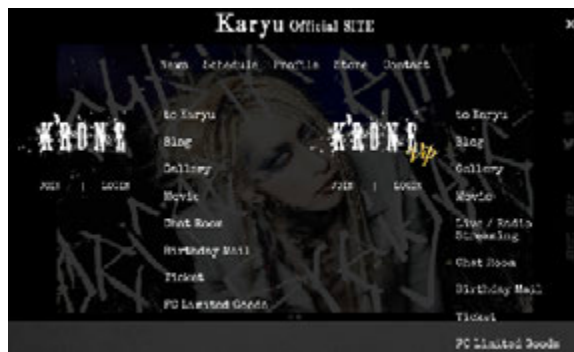 Karyu Official SITE
News Schedule Profile Store Contact
K'RONE
JOIN | LOGIN
to Karyu
Blog
Gallery
Movie
Chat Room
Birthday Mail
Ticket
FC Limited Goods
K'RONE Vip
JOIN | LOGIN
to Karyu
Blog
Gallery
Movie
Live / Radio
Streaming
Chat Room
Birthday Mail
Ticket
FC Limited Goods